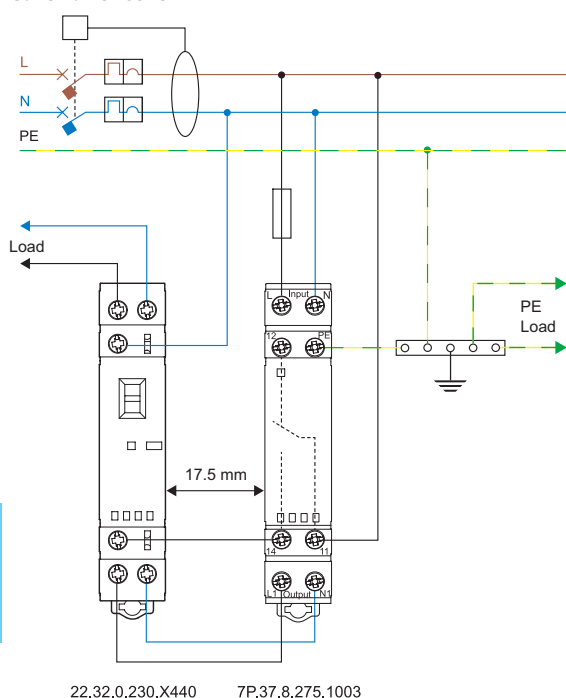 L
N
PE
Load
L Input N
12 PE
PE
Load
17.5 mm
14 11
L1 Output N1
22.32.0.230.X440 7P.37.8.275.1003